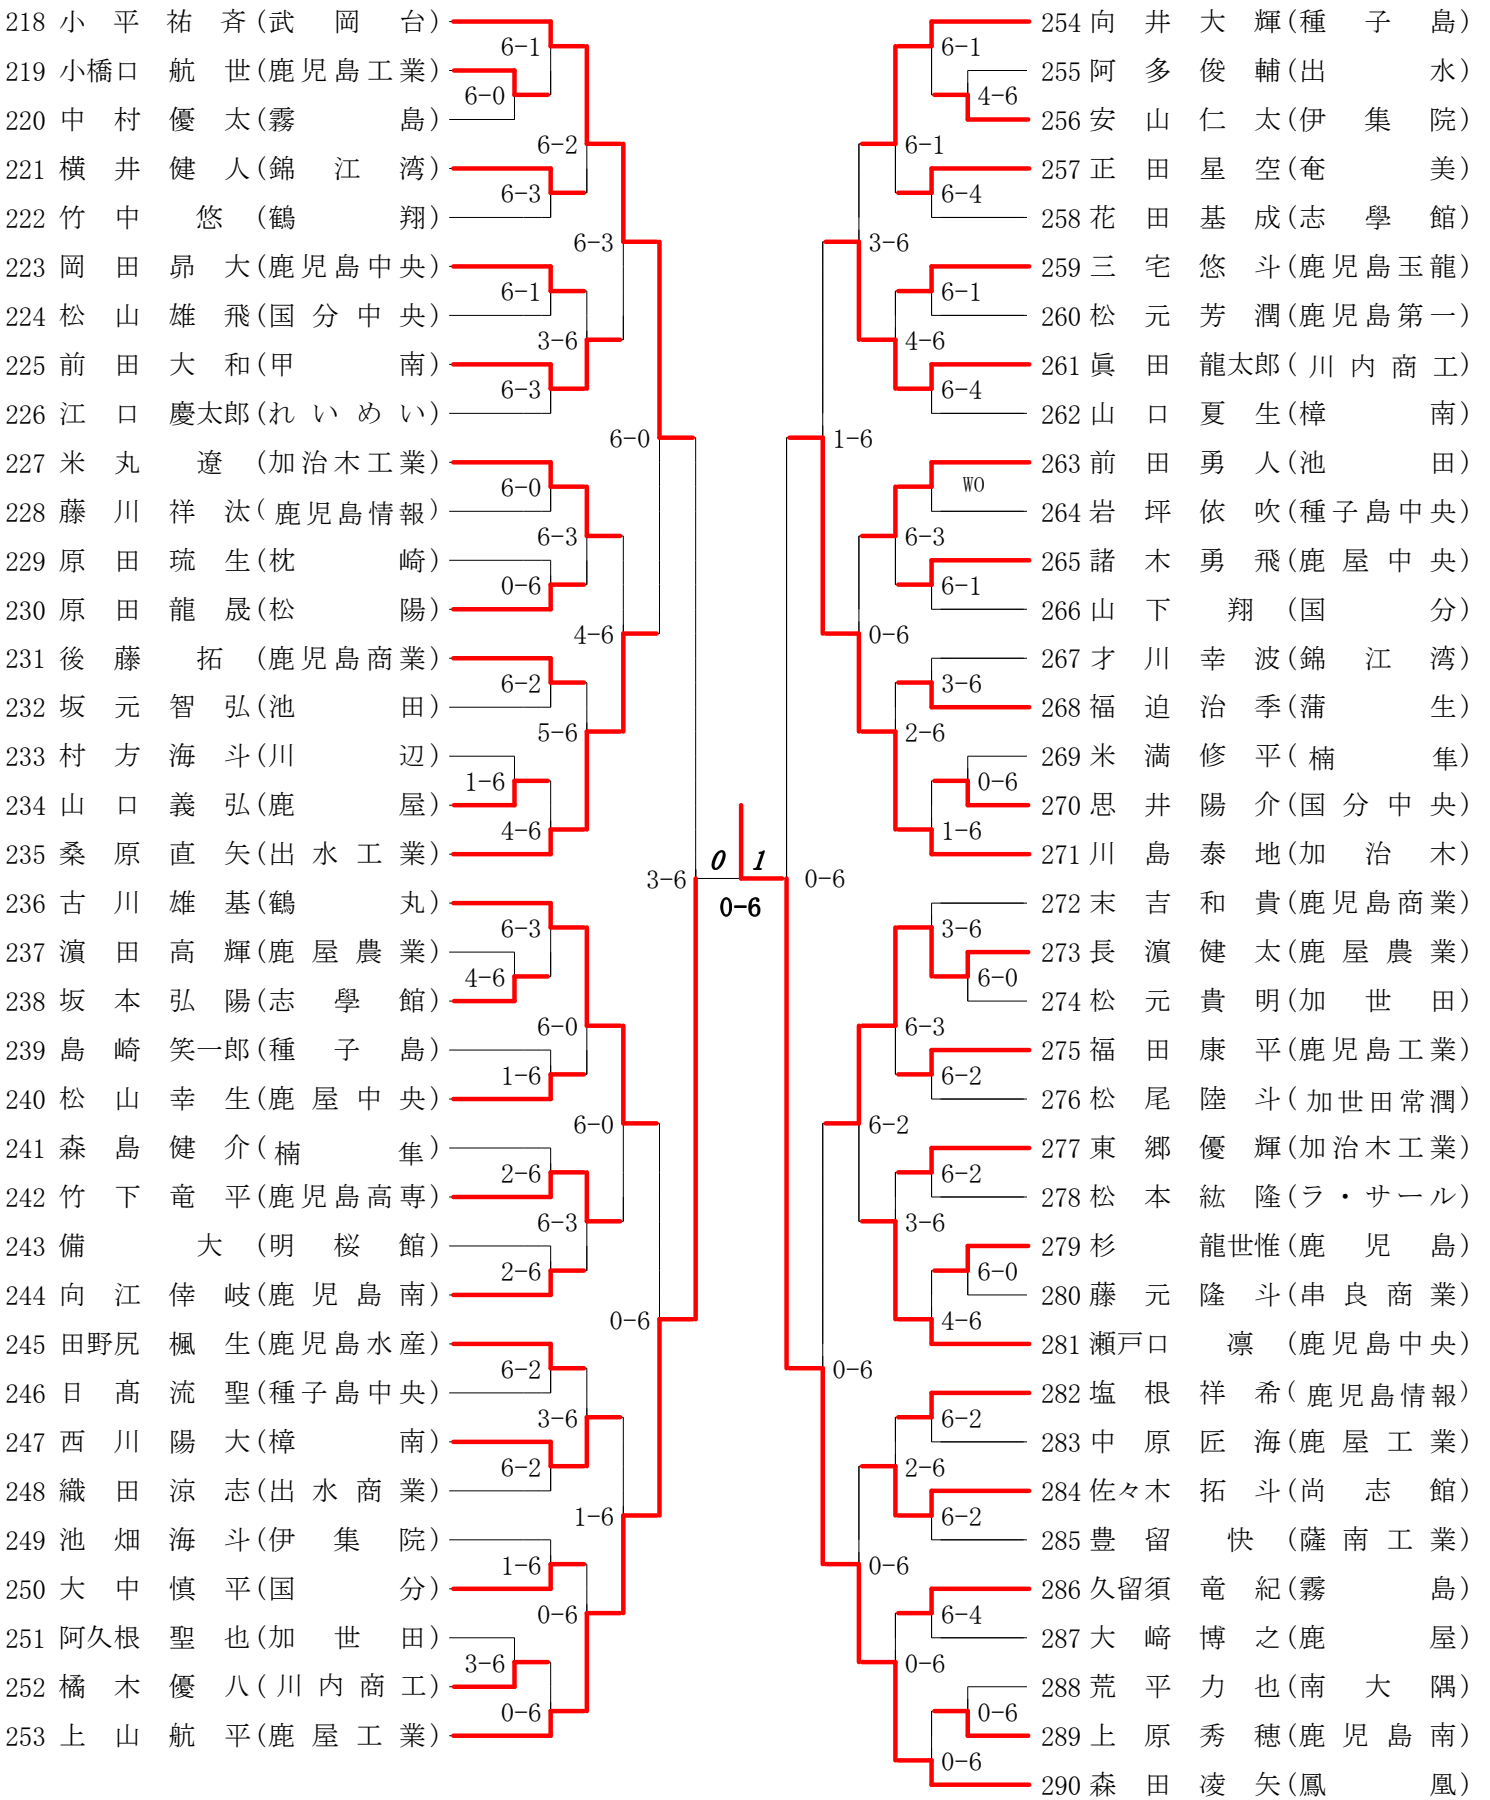 218 小平 祐斉 (武岡台)
219 小橋口 航世 (鹿児島工業)
220 中村 優太 (霧島)
221 横井 健人 (錦江湾)
222 竹中 悠 (鶴翔)
223 岡田 昴大 (鹿児島中央)
224 松山 雄飛 (国分中央)
225 前田 大和 (甲南)
226 江口 慶太郎 (れいめい)
227 米丸 遼 (加治木工業)
228 藤川 祥汰 (鹿児島情報)
229 原田 琉生 (枕崎)
230 原田 龍晟 (松陽)
231 後藤 拓 (鹿児島商業)
232 坂元 智弘 (池田)
233 村方 海斗 (川辺)
234 山口 義弘 (鹿屋)
235 桑原 直矢 (出水工業)
236 古川 雄基 (鶴丸)
237 濵田 高輝 (鹿屋農業)
238 坂本 弘陽 (志學館)
239 島崎 笑一郎 (種子島)
240 松山 幸生 (鹿屋中央)
241 森島 健介 (楠隼)
242 竹下 竜平 (鹿児島高専)
243 備 大 (明桜館)
244 向江 倖岐 (鹿児島南)
245 田野尻 楓生 (鹿児島水産)
246 日髙 流聖 (種子島中央)
247 西川 陽大 (樟南)
248 織田 涼志 (出水商業)
249 池畑 海斗 (伊集院)
250 大中 慎平 (国分)
251 阿久根 聖也 (加世田)
252 橘木 優八 (川内商工)
253 上山 航平 (鹿屋工業)
6-1
6-0
6-2
6-3
6-3
6-1
3-6
6-3
6-0
6-0
6-3
0-6
4-6
6-2
5-6
1-6
4-6
3-6
6-3
4-6
6-0
1-6
6-0
2-6
6-3
2-6
0-6
6-2
3-6
6-2
1-6
1-6
0-6
3-6
0-6
0 1
0-6
254 向井 大輝 (種子島)
255 阿多 俊輔 (出水)
256 安山 仁太 (伊集院)
257 正田 星空 (奄美)
258 花田 基成 (志學館)
259 三宅 悠斗 (鹿児島玉龍)
260 松元 芳潤 (鹿児島第一)
261 眞田 龍太郎 (川内商工)
262 山口 夏生 (樟南)
263 前田 勇人 (池田)
264 岩坪 依吹 (種子島中央)
265 諸木 勇飛 (鹿屋中央)
266 山下 翔 (国分)
267 才川 幸波 (錦江湾)
268 福迫 治季 (蒲生)
269 米満 修平 (楠隼)
270 思井 陽介 (国分中央)
271 川島 泰地 (加治木)
272 末吉 和貴 (鹿児島商業)
273 長濵 健太 (鹿屋農業)
274 松元 貴明 (加世田)
275 福田 康平 (鹿児島工業)
276 松尾 陸斗 (加世田常潤)
277 東郷 優輝 (加治木工業)
278 松本 紘隆 (ラ・サール)
279 杉 龍世惟 (鹿児島)
280 藤元 隆斗 (串良商業)
281 瀬戸口 凛 (鹿児島中央)
282 塩根 祥希 (鹿児島情報)
283 中原 匠海 (鹿屋工業)
284 佐々木 拓斗 (尚志館)
285 豊留 快 (薩南工業)
286 久留須 竜紀 (霧島)
287 大﨑 博之 (鹿屋)
288 荒平 力也 (南大隅)
289 上原 秀穂 (鹿児島南)
290 森田 凌矢 (鳳凰)
6-1
4-6
6-1
6-4
3-6
6-1
4-6
6-4
1-6
WO
6-3
6-1
0-6
3-6
2-6
0-6
1-6
0-6
3-6
6-0
6-3
6-2
6-2
6-2
3-6
6-0
4-6
0-6
6-2
2-6
6-2
0-6
6-4
0-6
0-6
0-6